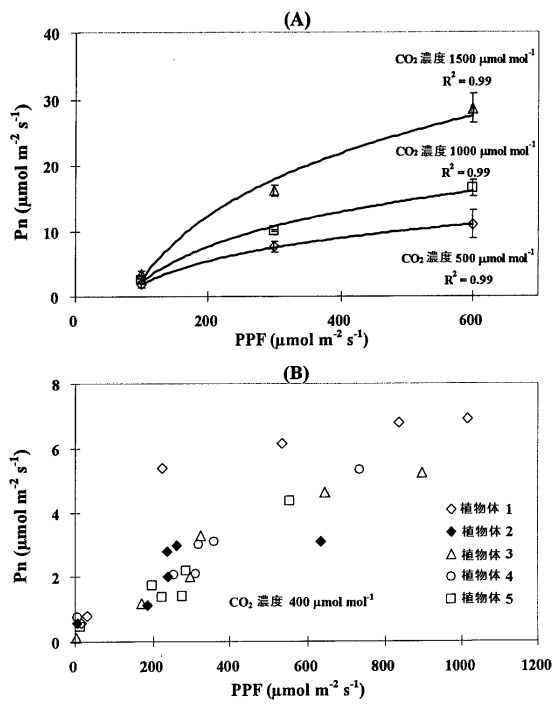 (A)
Pn (μmol m⁻² s⁻¹)
40
30
20
10
0
CO₂ 濃度 1500 μmol mol⁻¹
R² = 0.99
CO₂ 濃度 1000 μmol mol⁻¹
R² = 0.99
CO₂ 濃度 500 μmol mol⁻¹
R² = 0.99
0 200 400 600
PPF (μmol m⁻² s⁻¹)
(B)
Pn (μmol m⁻² s⁻¹)
8
6
4
2
0
植物体 1
植物体 2
植物体 3
植物体 4
植物体 5
CO₂ 濃度 400 μmol mol⁻¹
0 200 400 600 800 1000 1200
PPF (μmol m⁻² s⁻¹)